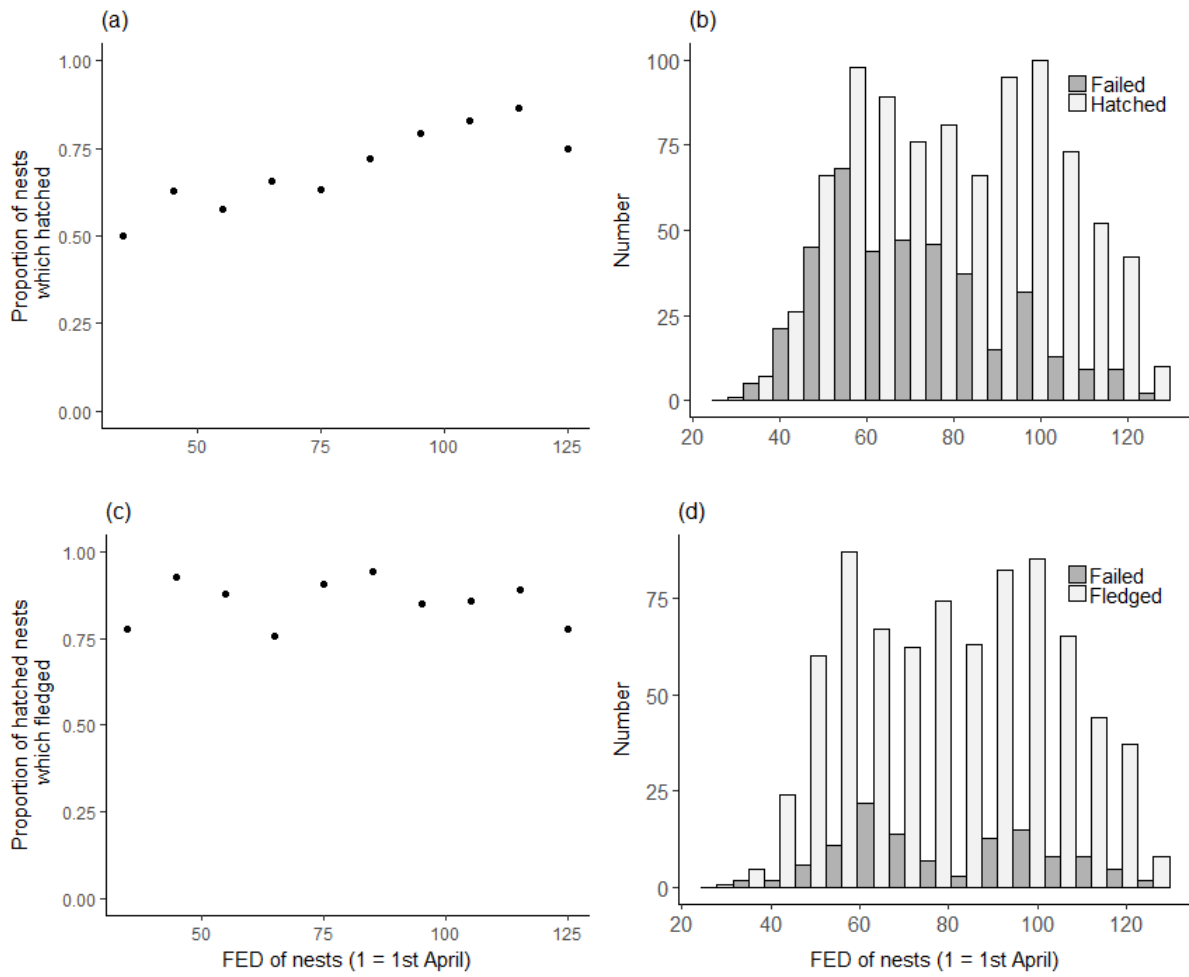 (a)
1.00
0.75
0.50
0.25
0.00
Proportion of nests
which hatched
50
75
100
125
(b)
100
75
50
25
0
Number
Failed
Hatched
20
40
60
80
100
120
(c)
1.00
0.75
0.50
0.25
0.00
Proportion of hatched nests
which fledged
50
75
100
125
FED of nests (1 = 1st April)
(d)
75
50
25
0
Number
Failed
Fledged
20
40
60
80
100
120
FED of nests (1 = 1st April)